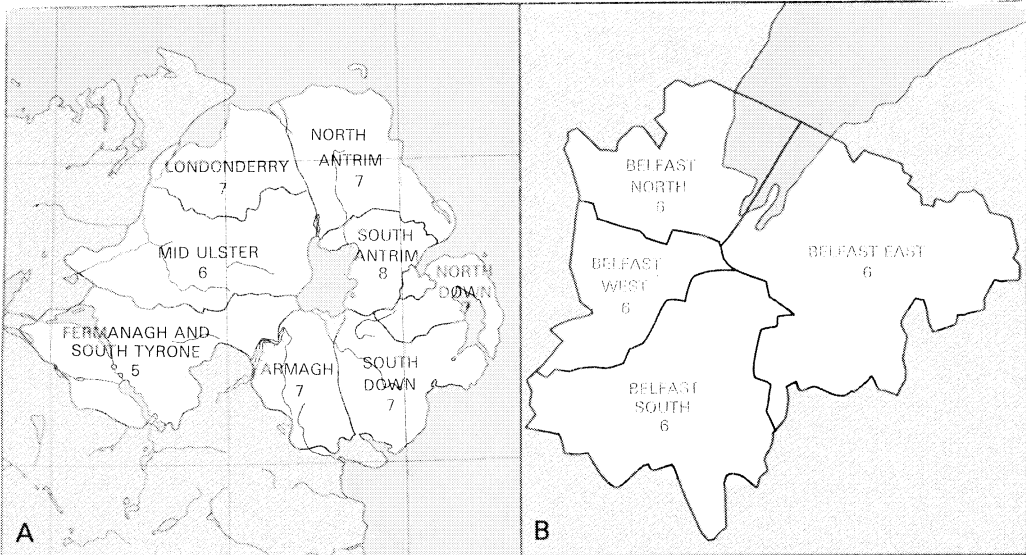 NORTH
ANTRIM
7
LONDONDERRY
7
SOUTH
ANTRIM
8
MID ULSTER
6
NORTH
DOWN
7
FERMANAGH AND
SOUTH TYRONE
5
ARMAGH
7
SOUTH
DOWN
7
A
BELFAST
NORTH
6
BELFAST EAST
6
BELFAST
WEST
6
BELFAST
SOUTH
6
B